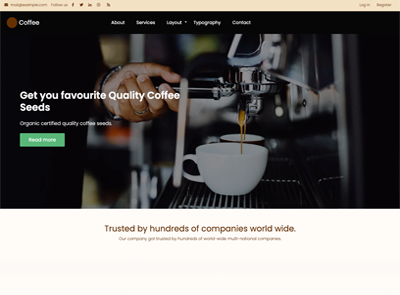 mail@example.com Follow us Log In Register
Coffee About Services Layout Typography Contact
Get you favourite Quality Coffee
Seeds
Organic certified quality coffee seeds.
Read more
Trusted by hundreds of companies world wide.
Our company got trusted by hundreds of world wide multi-national companies.